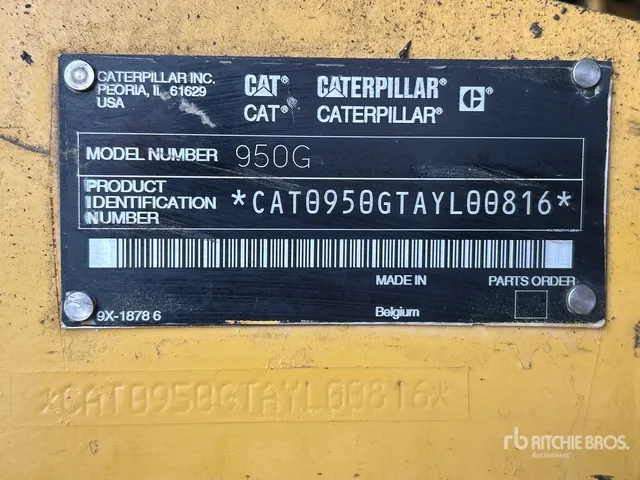 CATERPILLAR INC.
PEORIA, IL 61629
USA
CAT® CATERPILLAR® C
CAT® CATERPILLAR®
MODEL NUMBER 950G
PRODUCT
IDENTIFICATION
NUMBER
*CAT0950GTAYL00816*
MADE IN
PARTS ORDER
9X-1878 6
Belgium
*CAT0950GTAYL00816*
rb RITCHIE BROS.
Auctioneers